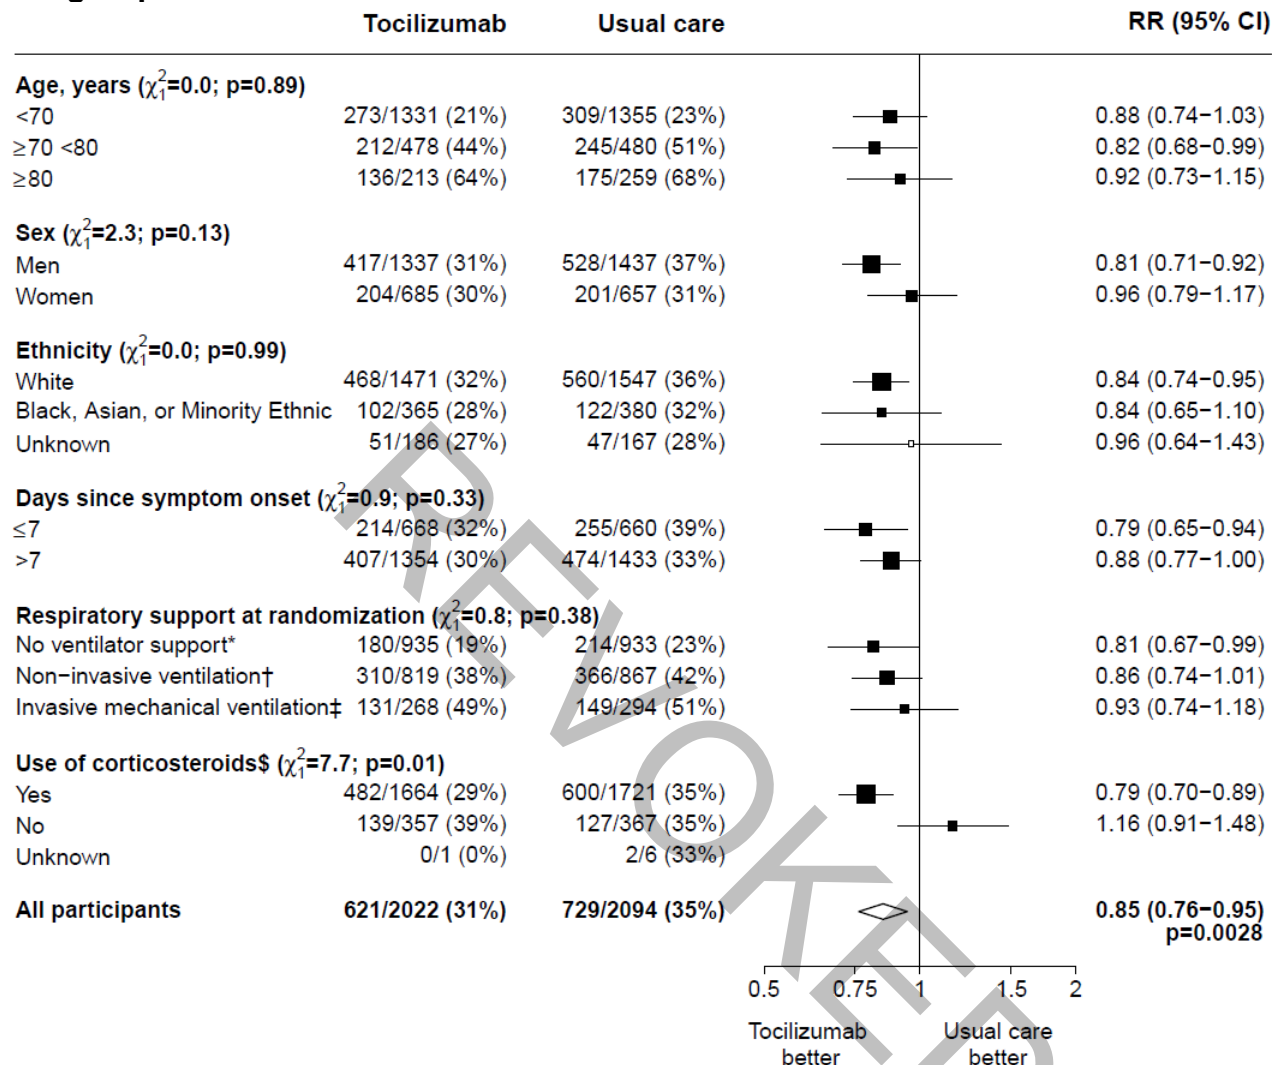 Tocilizumab Usual care RR (95% CI)
Age, years (χ²₁=0.0; p=0.89)
<70 273/1331 (21%) 309/1355 (23%) 0.88 (0.74−1.03)
≥70 <80 212/478 (44%) 245/480 (51%) 0.82 (0.68−0.99)
≥80 136/213 (64%) 175/259 (68%) 0.92 (0.73−1.15)
Sex (χ²₁=2.3; p=0.13)
Men 417/1337 (31%) 528/1437 (37%) 0.81 (0.71−0.92)
Women 204/685 (30%) 201/657 (31%) 0.96 (0.79−1.17)
Ethnicity (χ²₁=0.0; p=0.99)
White 468/1471 (32%) 560/1547 (36%) 0.84 (0.74−0.95)
Black, Asian, or Minority Ethnic 102/365 (28%) 122/380 (32%) 0.84 (0.65−1.10)
Unknown 51/186 (27%) 47/167 (28%) 0.96 (0.64−1.43)
Days since symptom onset (χ²₁=0.9; p=0.33)
≤7 214/668 (32%) 255/660 (39%) 0.79 (0.65−0.94)
>7 407/1354 (30%) 474/1433 (33%) 0.88 (0.77−1.00)
Respiratory support at randomization (χ²₁=0.8; p=0.38)
No ventilator support* 180/935 (19%) 214/933 (23%) 0.81 (0.67−0.99)
Non−invasive ventilation† 310/819 (38%) 366/867 (42%) 0.86 (0.74−1.01)
Invasive mechanical ventilation‡ 131/268 (49%) 149/294 (51%) 0.93 (0.74−1.18)
Use of corticosteroids$ (χ²₁=7.7; p=0.01)
Yes 482/1664 (29%) 600/1721 (35%) 0.79 (0.70−0.89)
No 139/357 (39%) 127/367 (35%) 1.16 (0.91−1.48)
Unknown 0/1 (0%) 2/6 (33%)
All participants 621/2022 (31%) 729/2094 (35%) 0.85 (0.76−0.95)
p=0.0028
0.5 0.75 1 1.5 2
Tocilizumab Usual care
better better